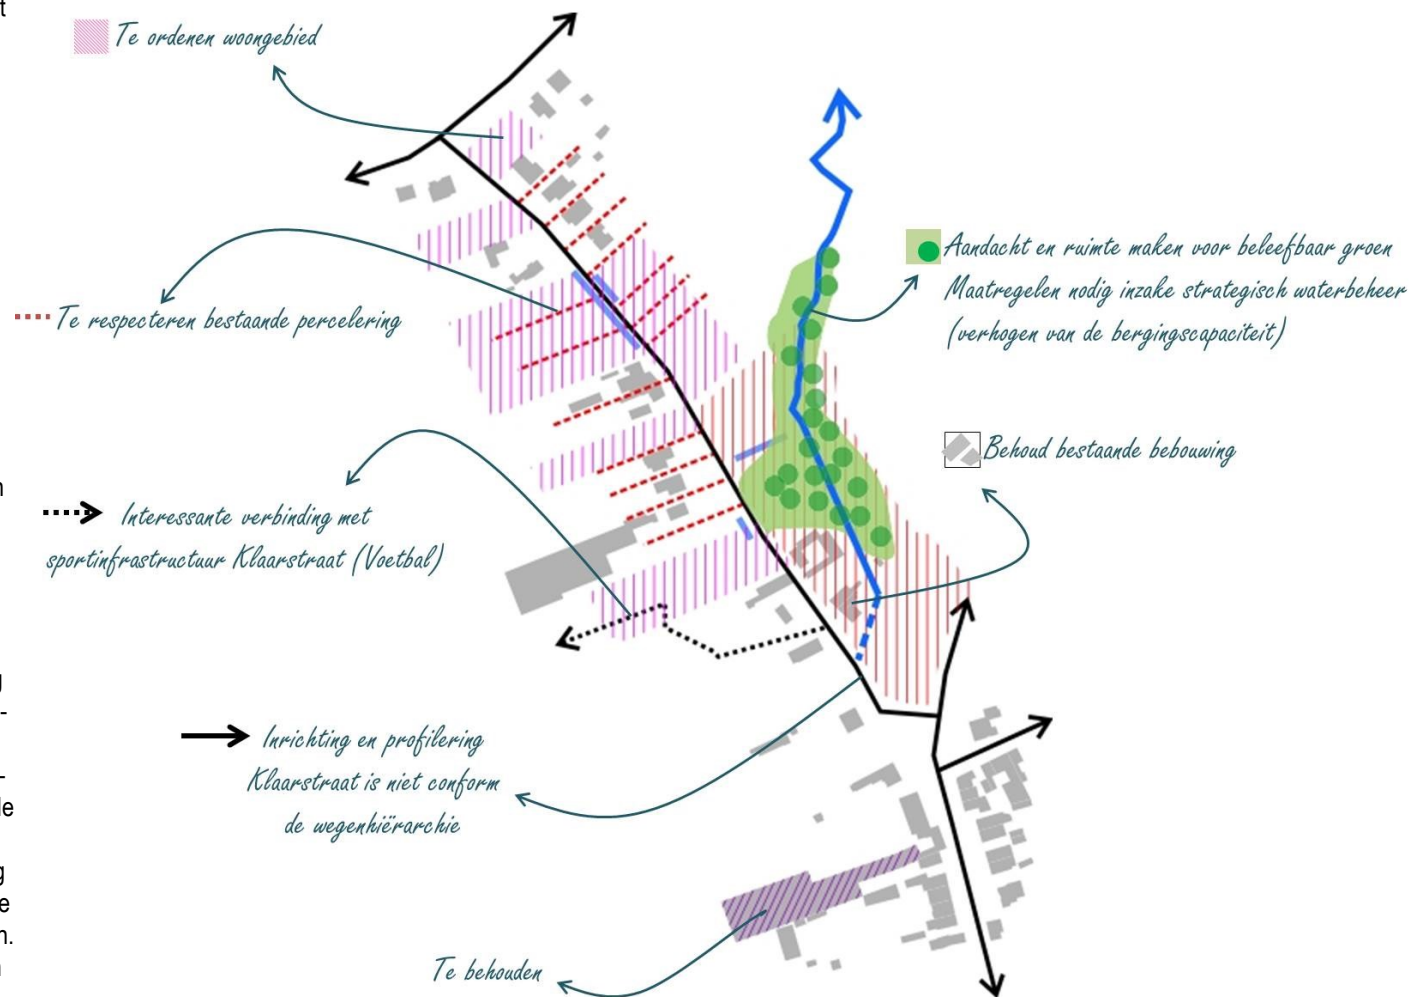 t
Te ordenen woongebied
Aandacht en ruimte maken voor beleefbaar groen
Maatregelen nodig inzake strategisch waterbeheer
(verhogen van de bergingscapaciteit)
Te respecteren bestaande percelering
Behoud bestaande bebouwing
n
Interessante verbinding met
sportinfrastructuur Klaarstraat (Voetbal)
-
Inrichting en profilering
Klaarstraat is niet conform
de wegenhiërarchie
-
le
g
e
n.
Te behouden